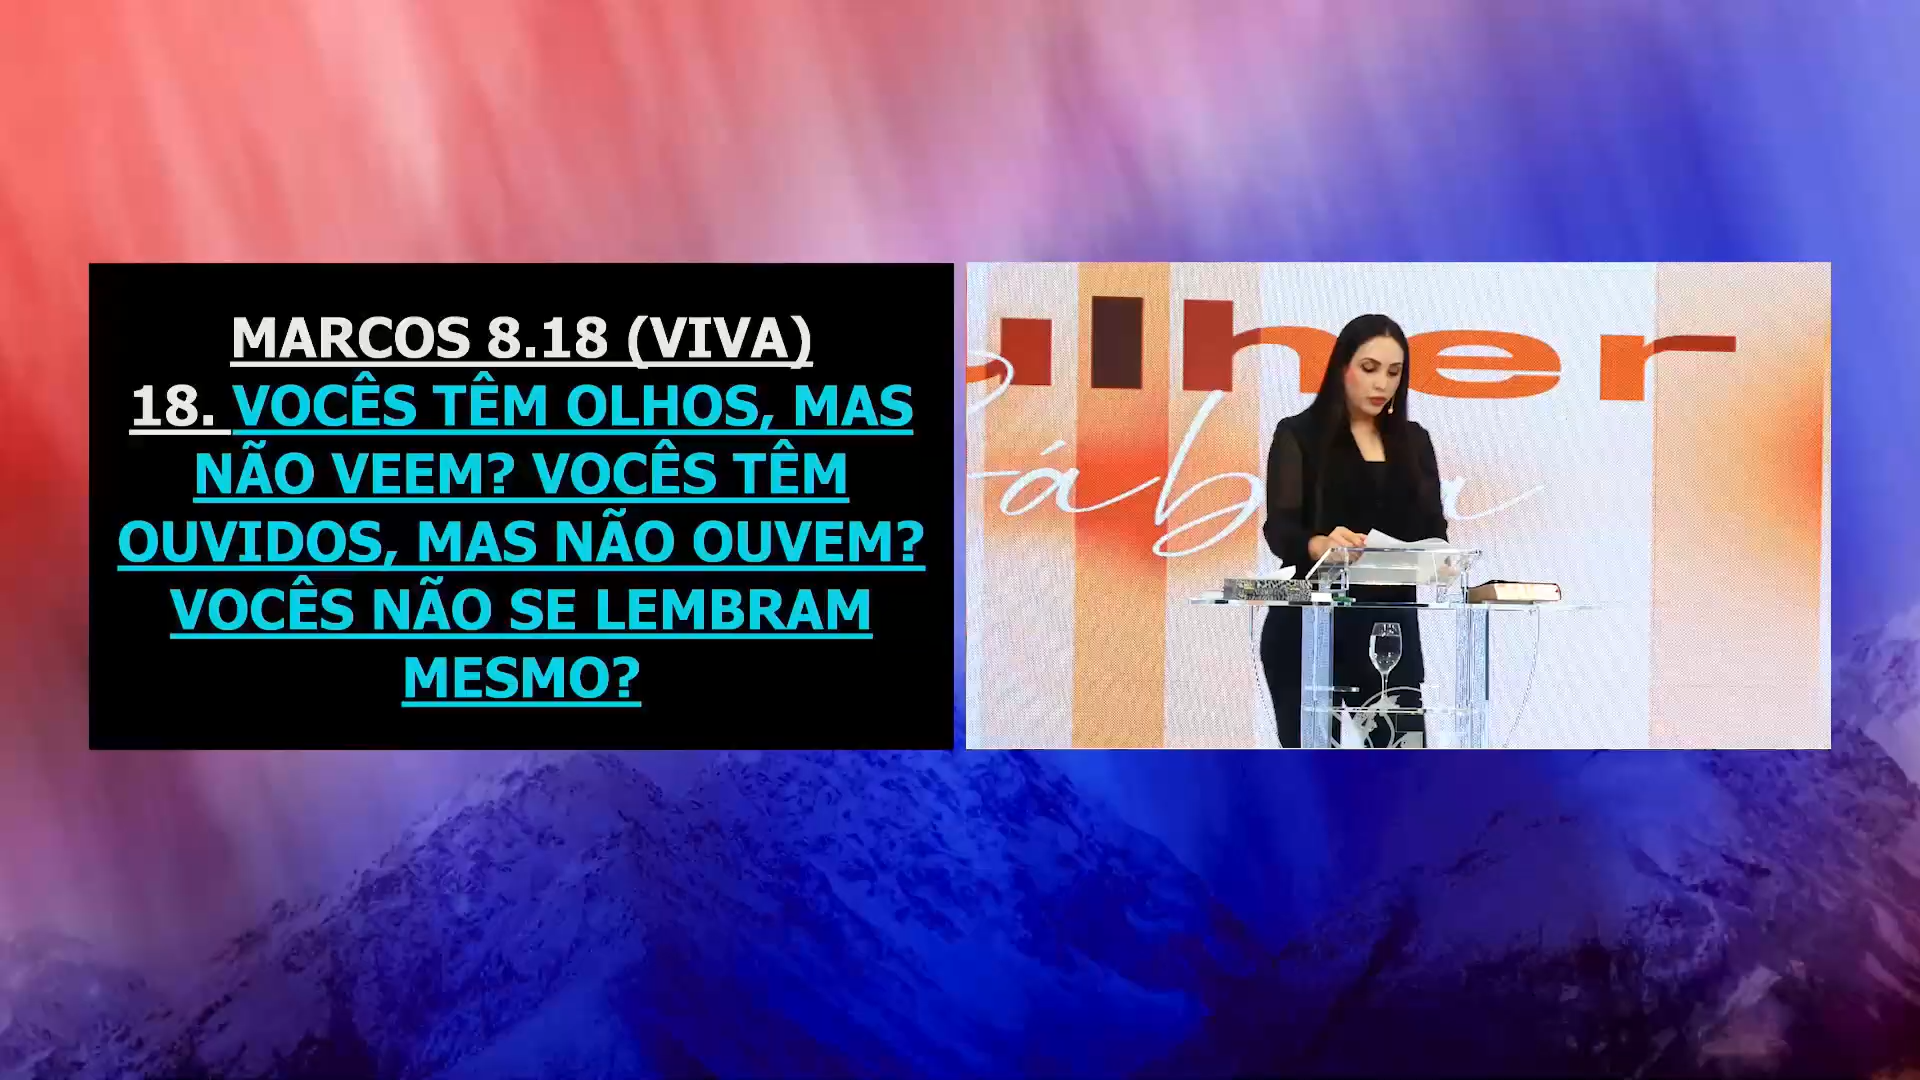 MARCOS 8.18 (VIVA)
18. VOCÊS TÊM OLHOS, MAS
NÃO VEEM? VOCÊS TÊM
OUVIDOS, MAS NÃO OUVEM?
VOCÊS NÃO SE LEMBRAM
MESMO?
ulher